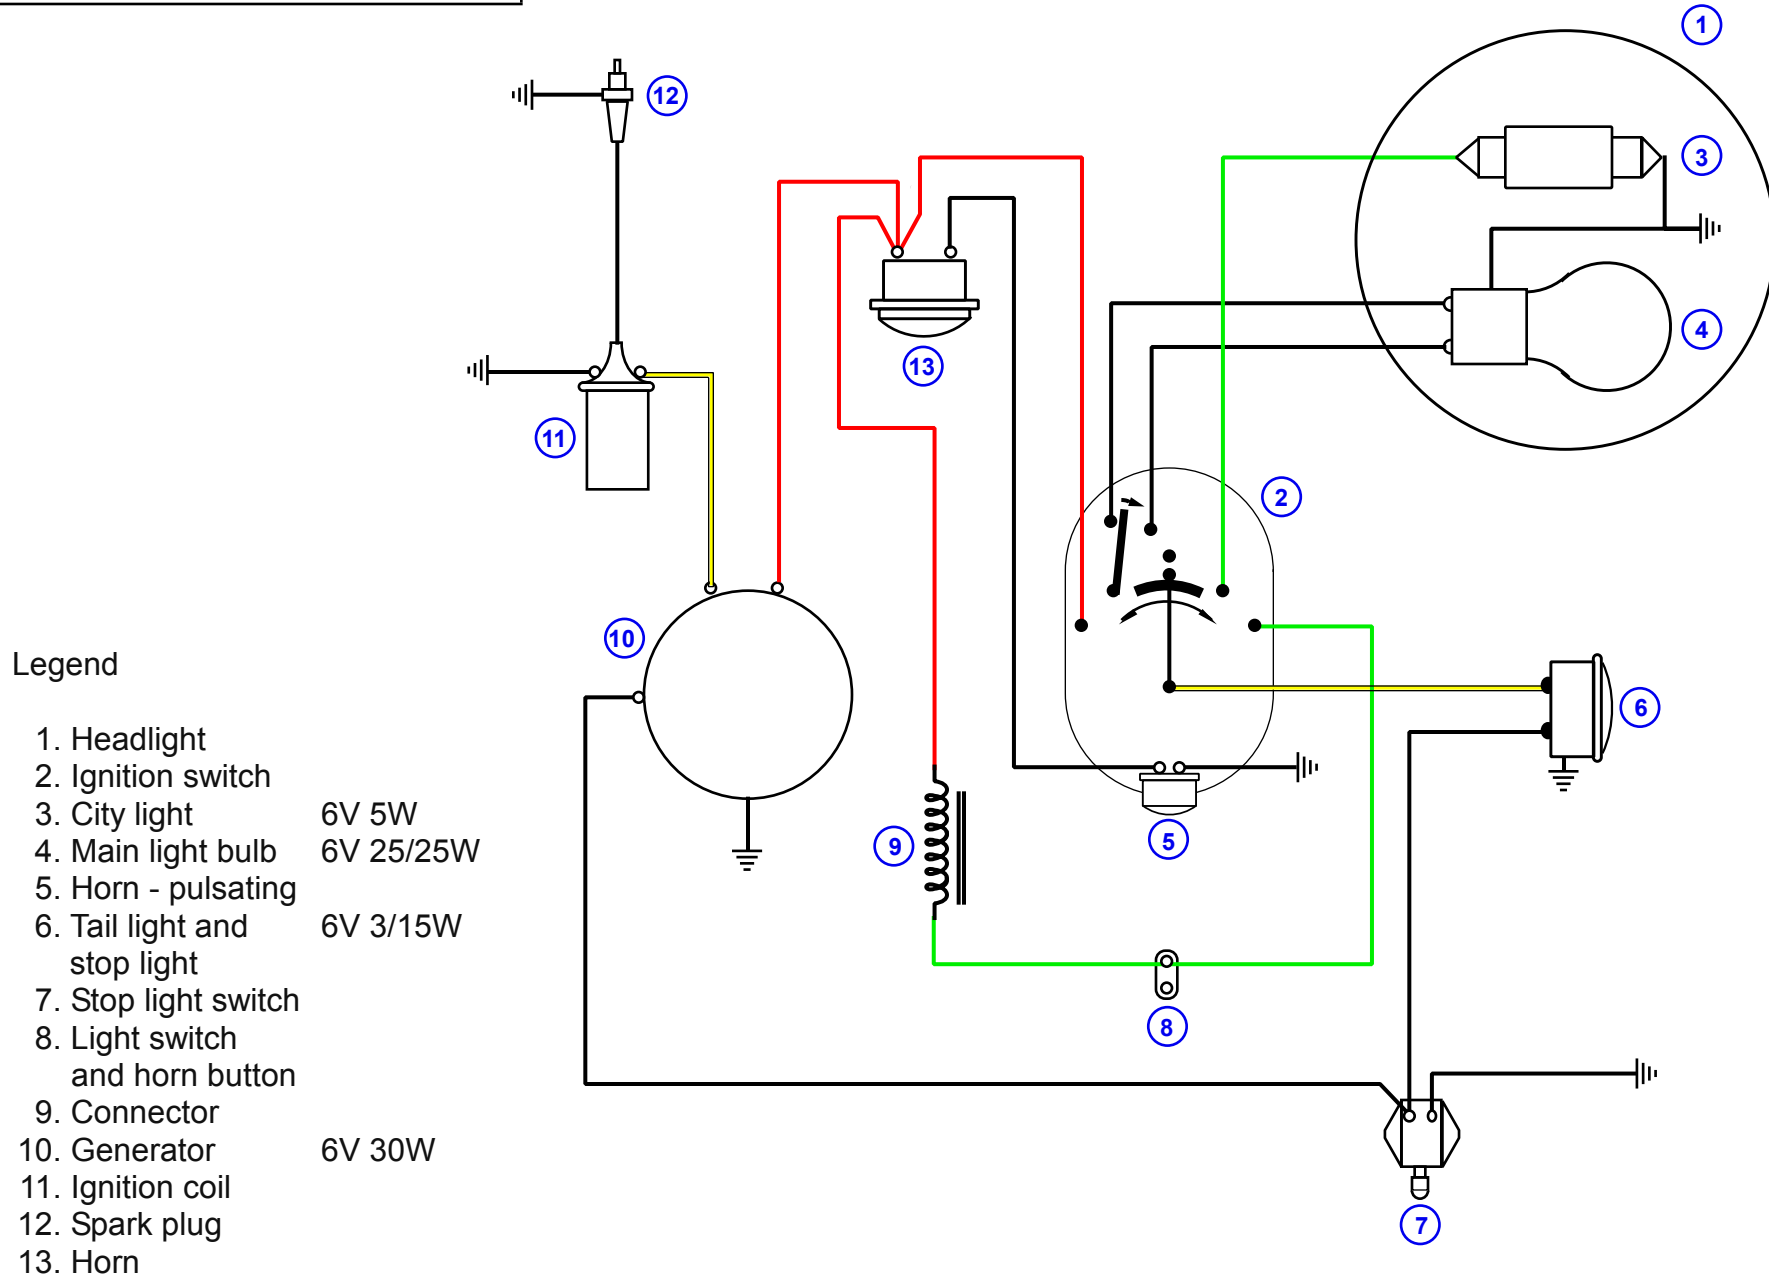 1
12
3
4
13
2
11
10
6
5
9
8
7
Legend
1. Headlight
2. Ignition switch
3. City light 6V 5W
4. Main light bulb 6V 25/25W
5. Horn - pulsating
6. Tail light and 6V 3/15W
stop light
7. Stop light switch
8. Light switch
and horn button
9. Connector
10. Generator 6V 30W
11. Ignition coil
12. Spark plug
13. Horn